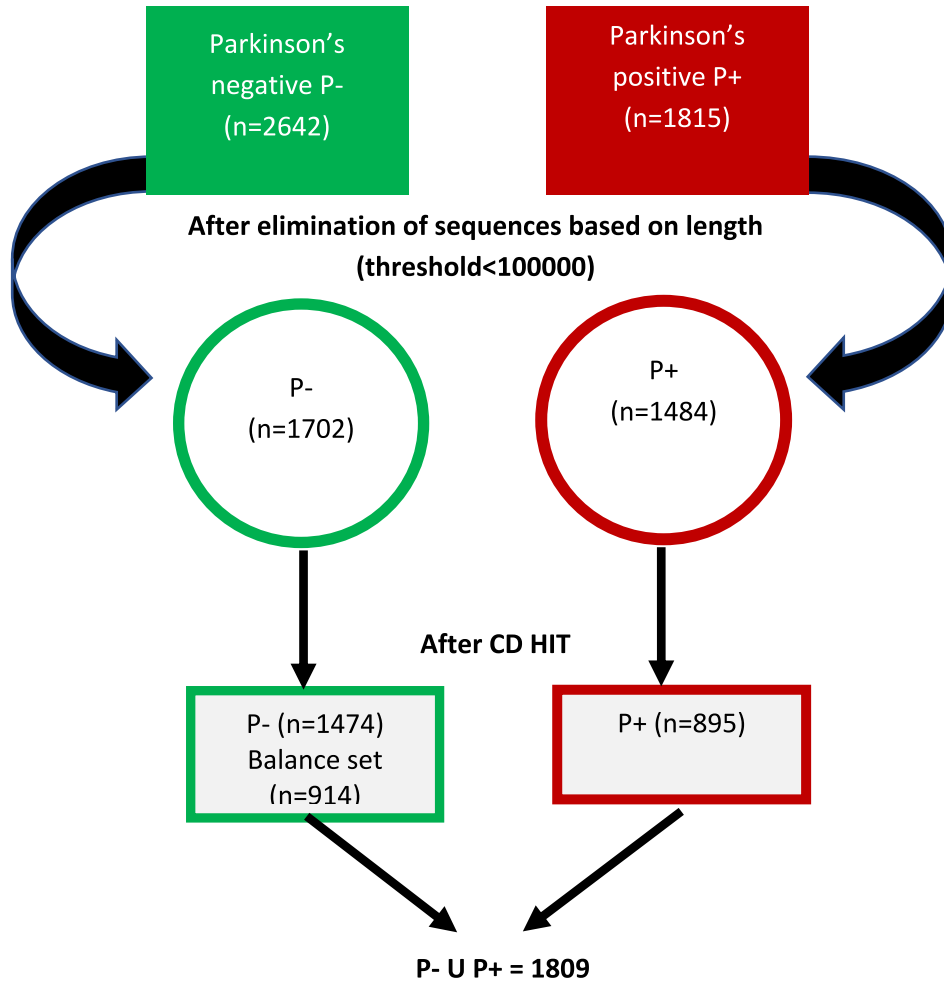 Parkinson's
negative P-
(n=2642)
Parkinson's
positive P+
(n=1815)
After elimination of sequences based on length
(threshold<100000)
P-
(n=1702)
P+
(n=1484)
After CD HIT
P- (n=1474)
Balance set
(n=914)
P+ (n=895)
P- U P+ = 1809